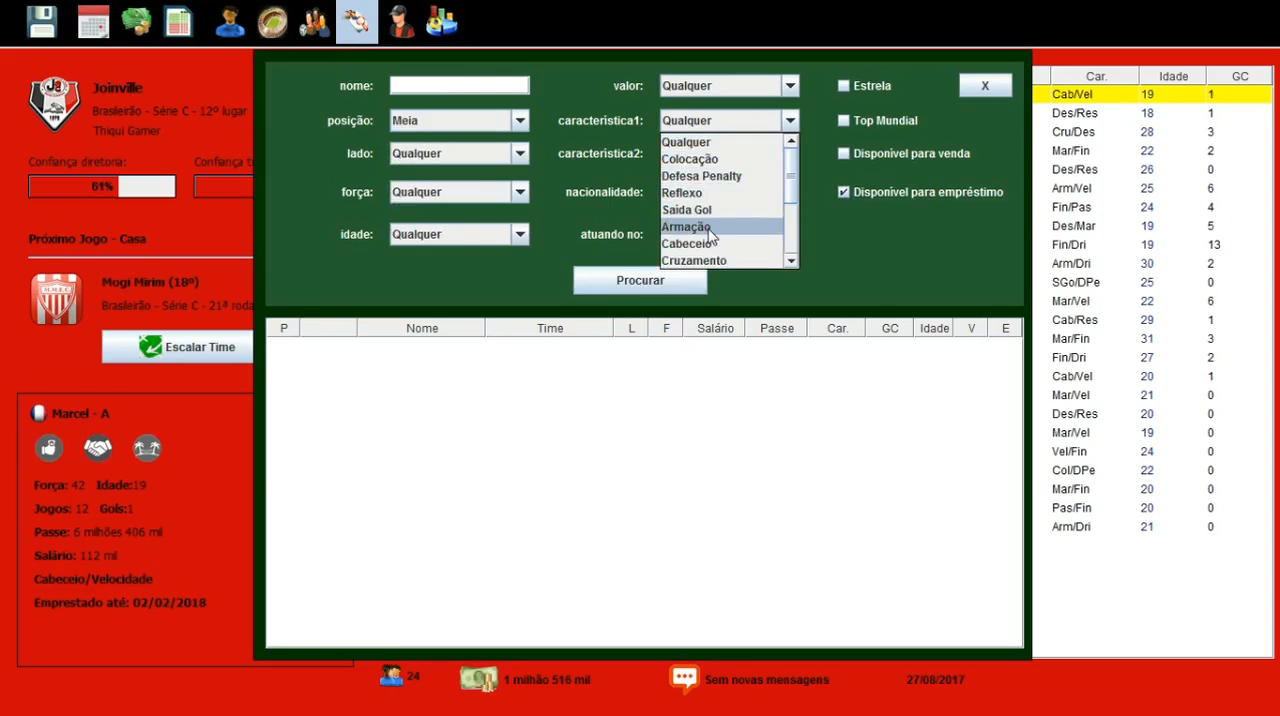 Joinville
Brasileirão - Série C - 12º lugar
Thiqui Gamer
Confiança diretoria:
Confiança t
61%
Próximo Jogo - Casa
Mogi Mirim (18º)
Brasileirão - Série C - 21ª roda
Escalar Time
Marcel - A
Força: 42 Idade:19
Jogos: 12 Gols:1
Passe: 6 milhões 406 mil
Salário: 112 mil
Cabeceio/Velocidade
Emprestado até: 02/02/2018
nome:
valor: Qualquer
Estrela
X
posição: Meia
caracteristica1: Qualquer
Top Mundial
lado: Qualquer
caracteristica2:
Disponivel para venda
força: Qualquer
nacionalidade:
Disponivel para empréstimo
idade: Qualquer
atuando no:
Qualquer
Colocação
Defesa Penalty
Reflexo
Saída Gol
Armação
Cabeceio
Cruzamento
Procurar
P Nome Time L F Salário Passe Car. GC Idade V E
Car. Idade GC
Cab/Vel 19 1
Des/Res 18 1
Cru/Des 28 3
Mar/Fin 22 2
Des/Res 26 0
Arm/Vel 25 6
Fin/Pas 24 4
Des/Mar 19 5
Fin/Dri 24 13
Arm/Dri 30 2
SGo/DPe 25 0
Mar/Vel 22 6
Cab/Res 29 1
Mar/Fin 31 3
Fin/Dri 27 2
Cab/Vel 20 1
Mar/Vel 21 0
Des/Res 20 0
Mar/Vel 19 0
Vel/Fin 24 0
Col/DPe 22 0
Mar/Fin 20 0
Pas/Fin 20 0
Arm/Dri 21 0
24
1 milhão 516 mil
Sem novas mensagens
27/08/2017